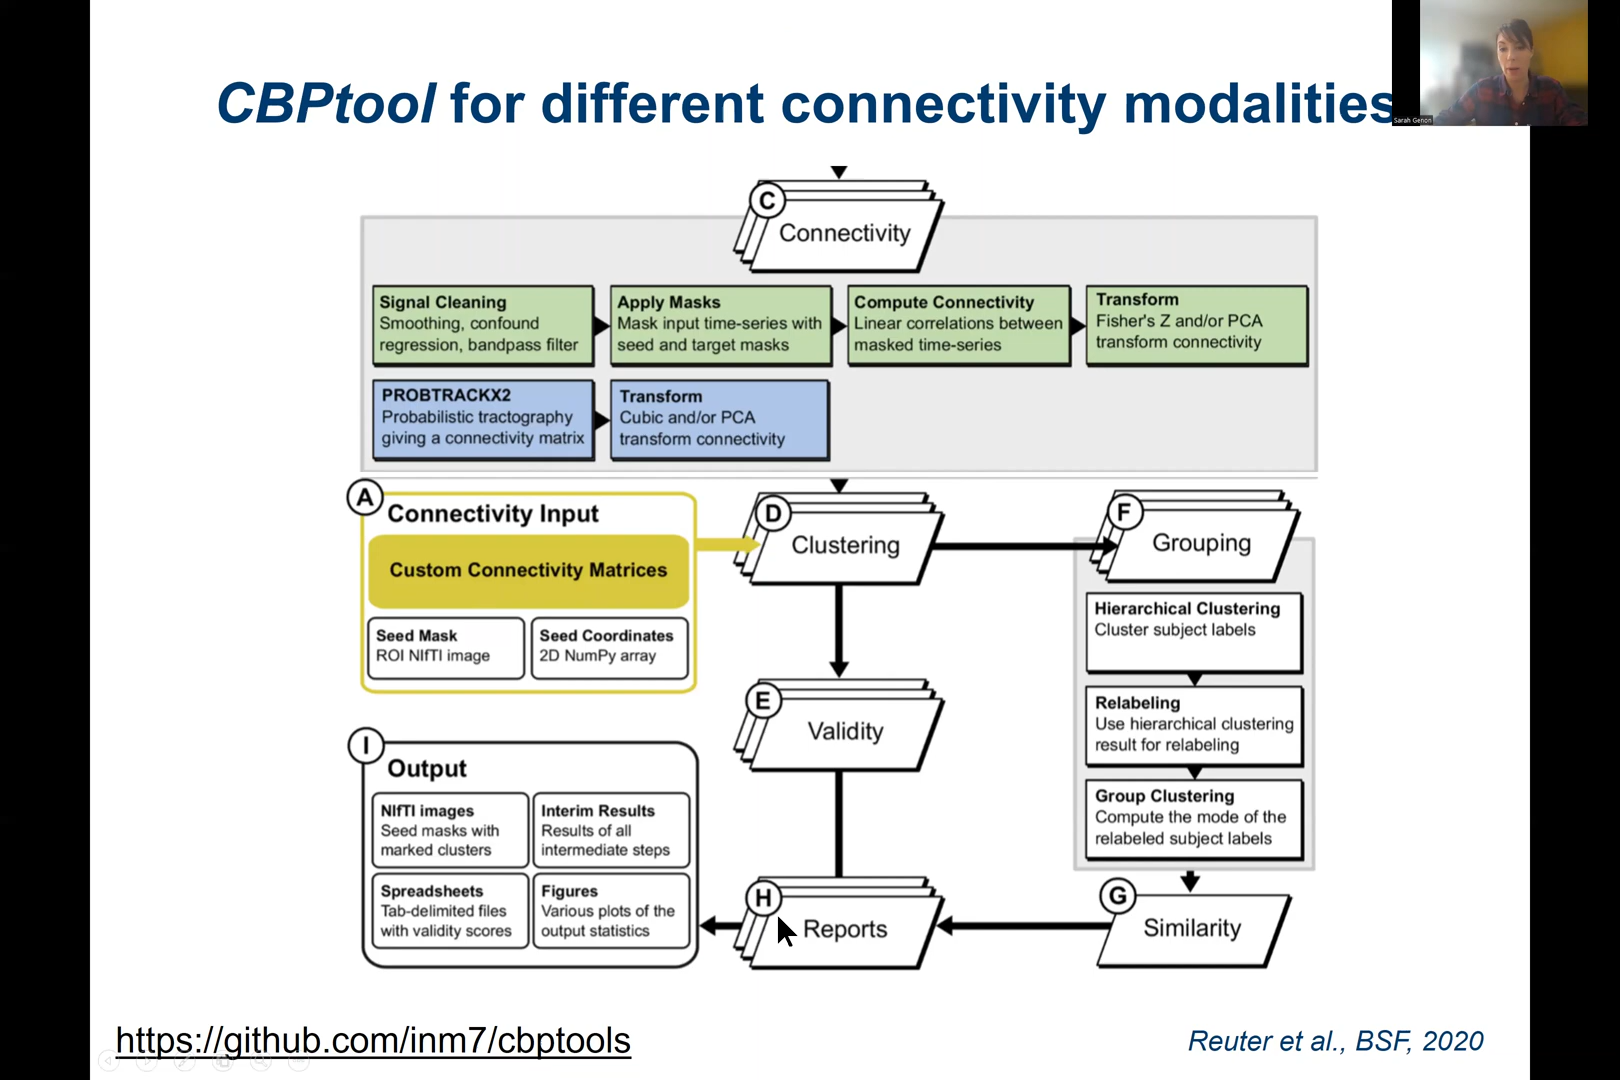 CBPtool for different connectivity modalities
Sarah Genon
C
Connectivity
Signal Cleaning
Smoothing, confound
regression, bandpass filter
Apply Masks
Mask input time-series with
seed and target masks
Compute Connectivity
Linear correlations between
masked time-series
Transform
Fisher's Z and/or PCA
transform connectivity
PROBTRACKX2
Probabilistic tractography
giving a connectivity matrix
Transform
Cubic and/or PCA
transform connectivity
A
Connectivity Input
Custom Connectivity Matrices
Seed Mask
ROI NIfTI image
Seed Coordinates
2D NumPy array
D
Clustering
F
Grouping
Hierarchical Clustering
Cluster subject labels
Relabeling
Use hierarchical clustering
result for relabeling
Group Clustering
Compute the mode of the
relabeled subject labels
E
Validity
I
Output
NIfTI images
Seed masks with
marked clusters
Interim Results
Results of all
intermediate steps
Spreadsheets
Tab-delimited files
with validity scores
Figures
Various plots of the
output statistics
H
Reports
G
Similarity
https://github.com/inm7/cbptools
Reuter et al., BSF, 2020